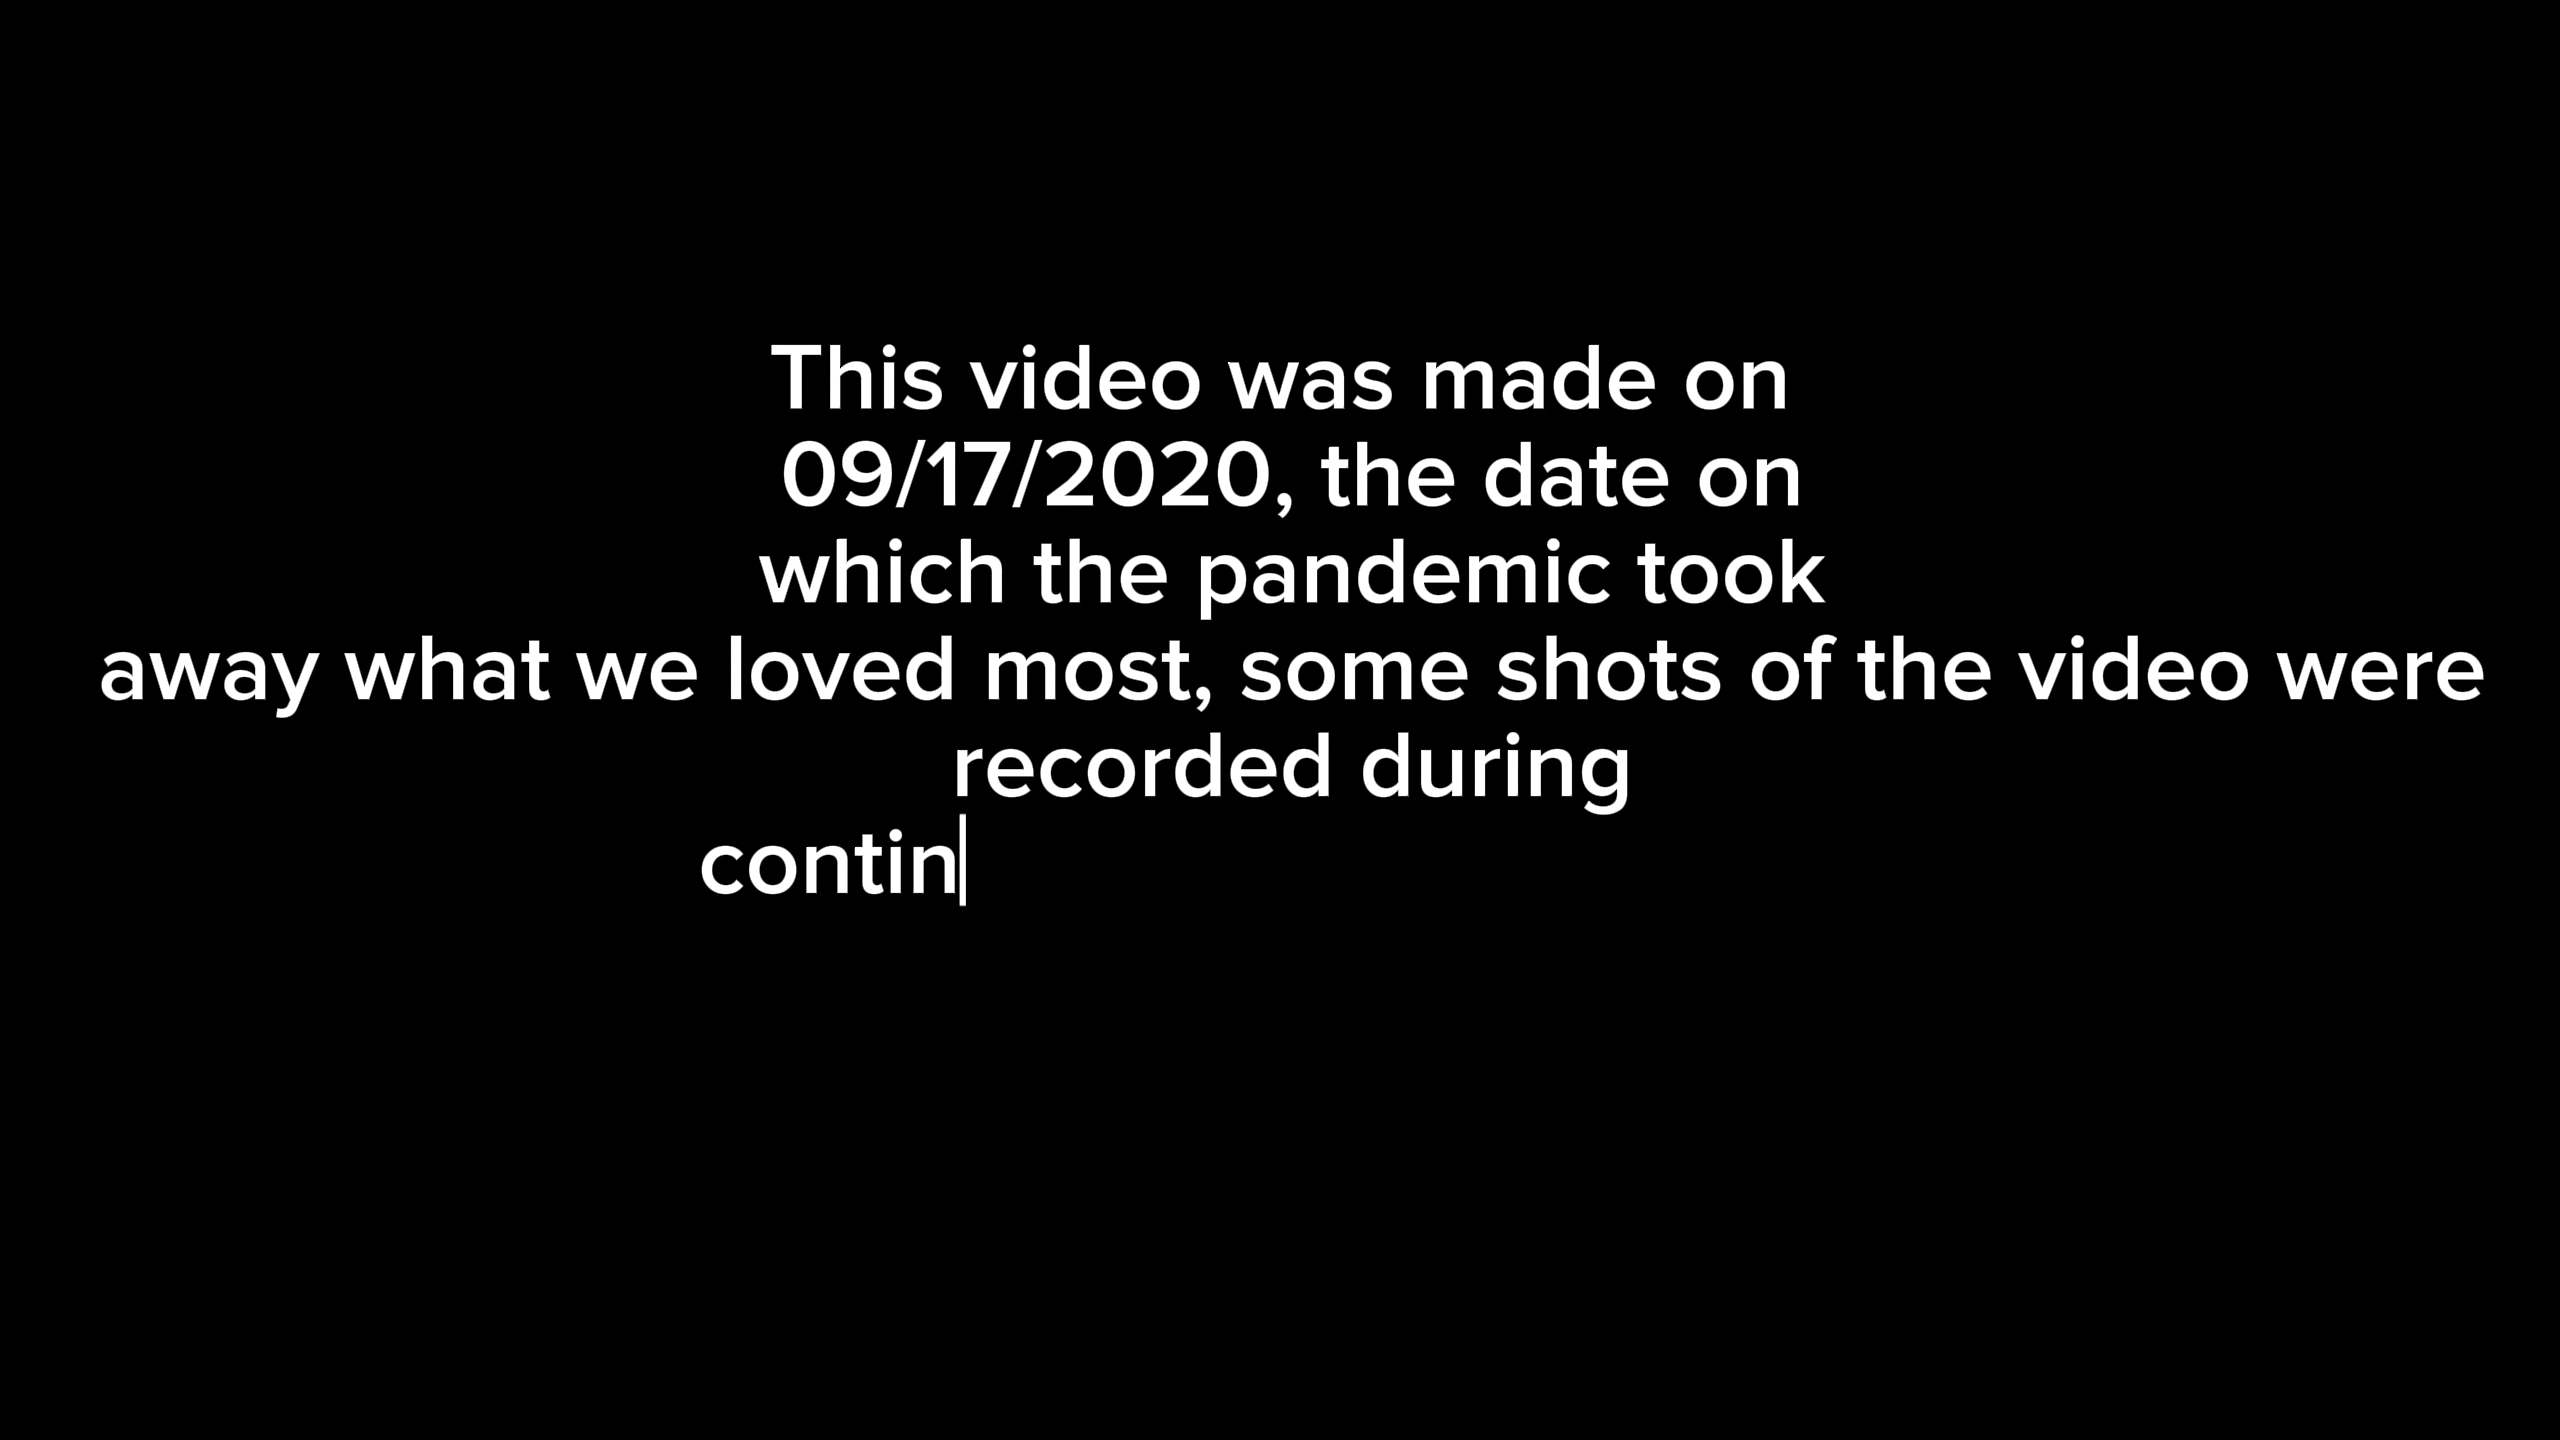 This video was made on
09/17/2020, the date on
which the pandemic took
away what we loved most, some shots of the video were
recorded during
contin